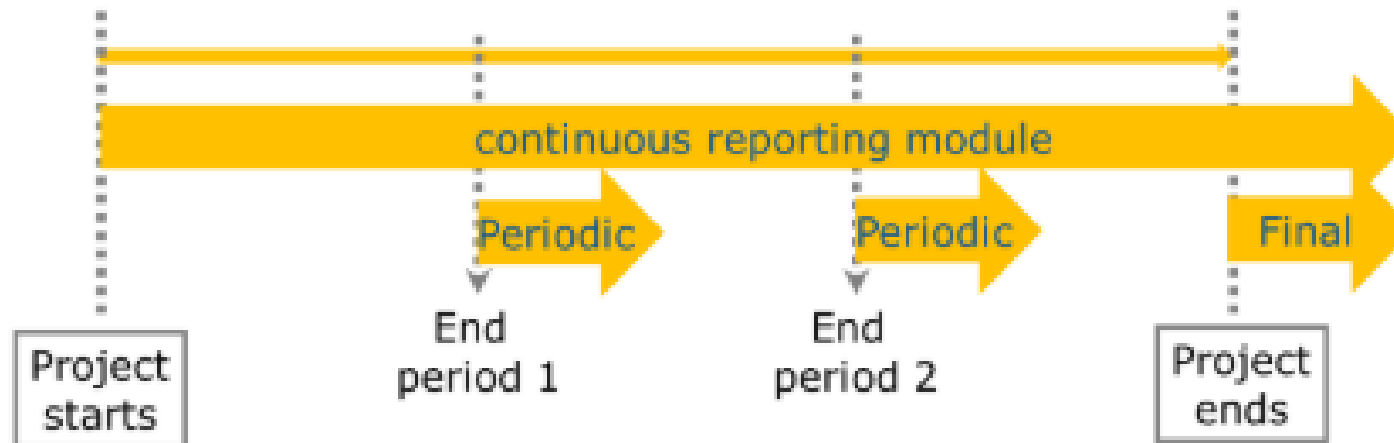 continuous reporting module
Periodic
Periodic
Final
End
period 1
End
period 2
Project
starts
Project
ends